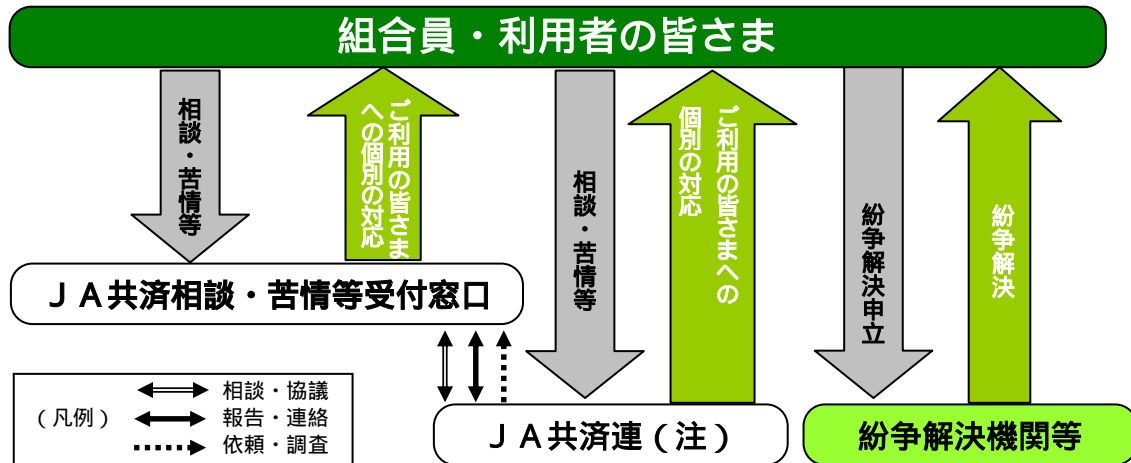 組合員・利用者の皆さま
相談・苦情等
ご利用の皆さま
への個別の対応
相談・苦情等
ご利用の皆さまへの
個別の対応
紛争解決申立
紛争解決
ＪＡ共済相談・苦情等受付窓口
（凡例）
相談・協議
報告・連絡
依頼・調査
ＪＡ共済連（注）
紛争解決機関等